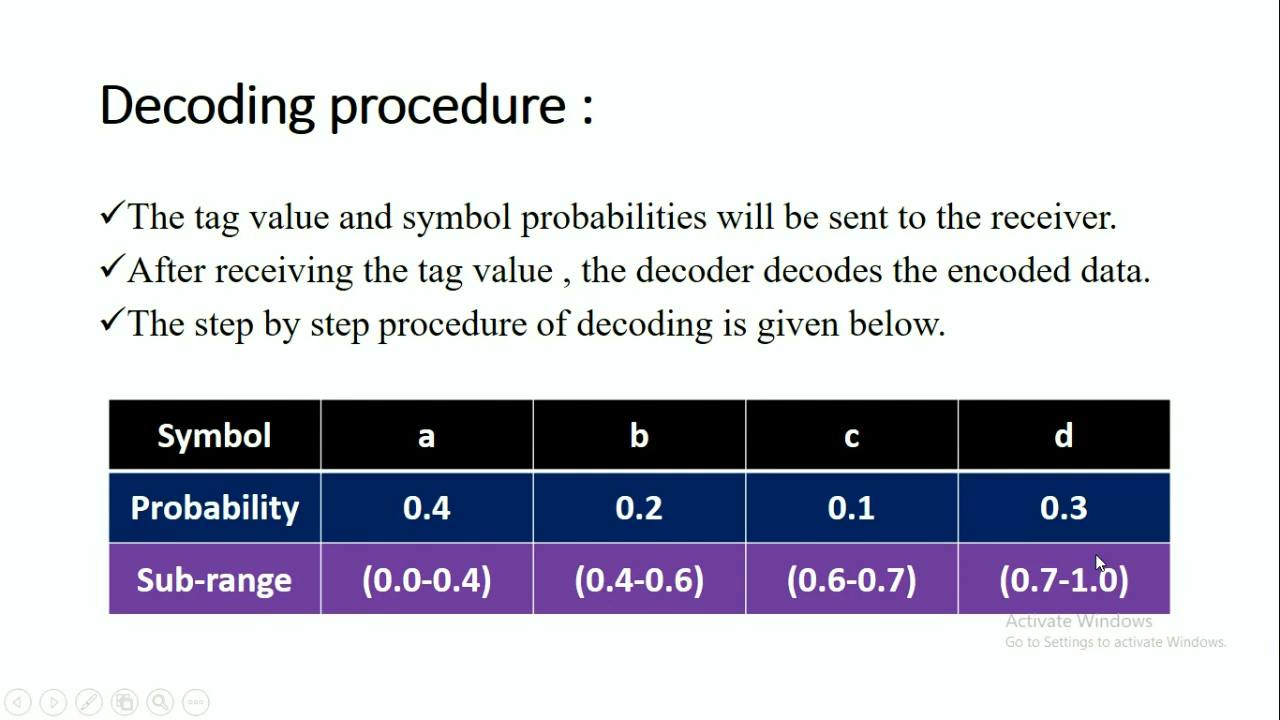 Decoding procedure :
✓The tag value and symbol probabilities will be sent to the receiver.
✓After receiving the tag value , the decoder decodes the encoded data.
✓The step by step procedure of decoding is given below.
Symbol a b c d
Probability 0.4 0.2 0.1 0.3
Sub-range (0.0-0.4) (0.4-0.6) (0.6-0.7) (0.7-1.0)
Activate Windows
Go to Settings to activate Windows.